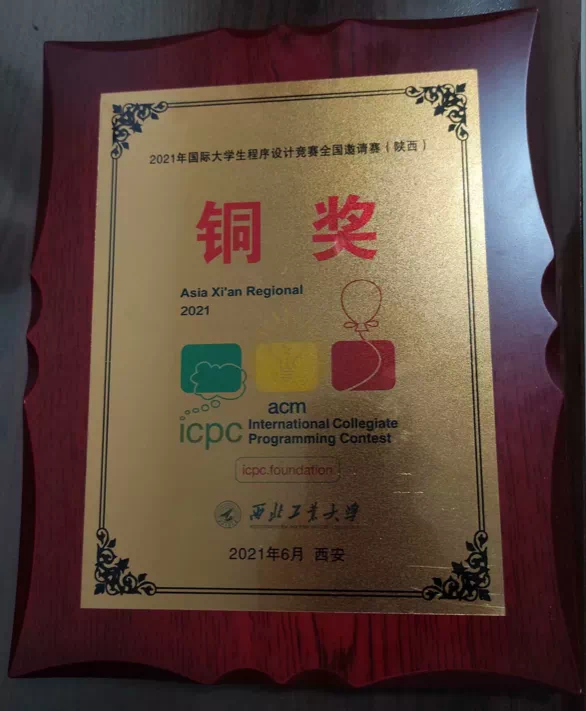 2021年国际大学生程序设计竞赛全国邀请赛（陕西）
铜 奖
Asia Xi'an Regional
2021
acm
icpc International Collegiate
Programming Contest
icpc.foundation
西北工业大学
2021年6月 西安